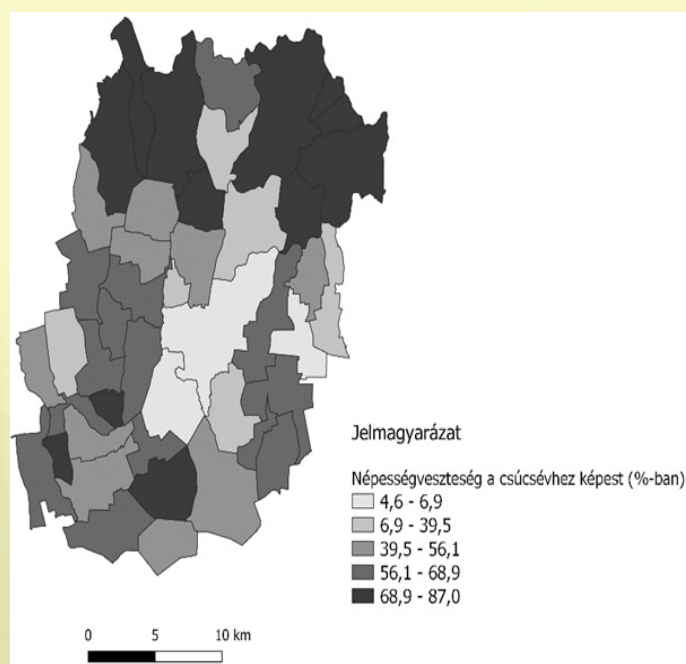 Jelmagyarázat
Népességveszteség a csúcsévhez képest (%-ban)
4,6 - 6,9
6,9 - 39,5
39,5 - 56,1
56,1 - 68,9
68,9 - 87,0
0 5 10 km